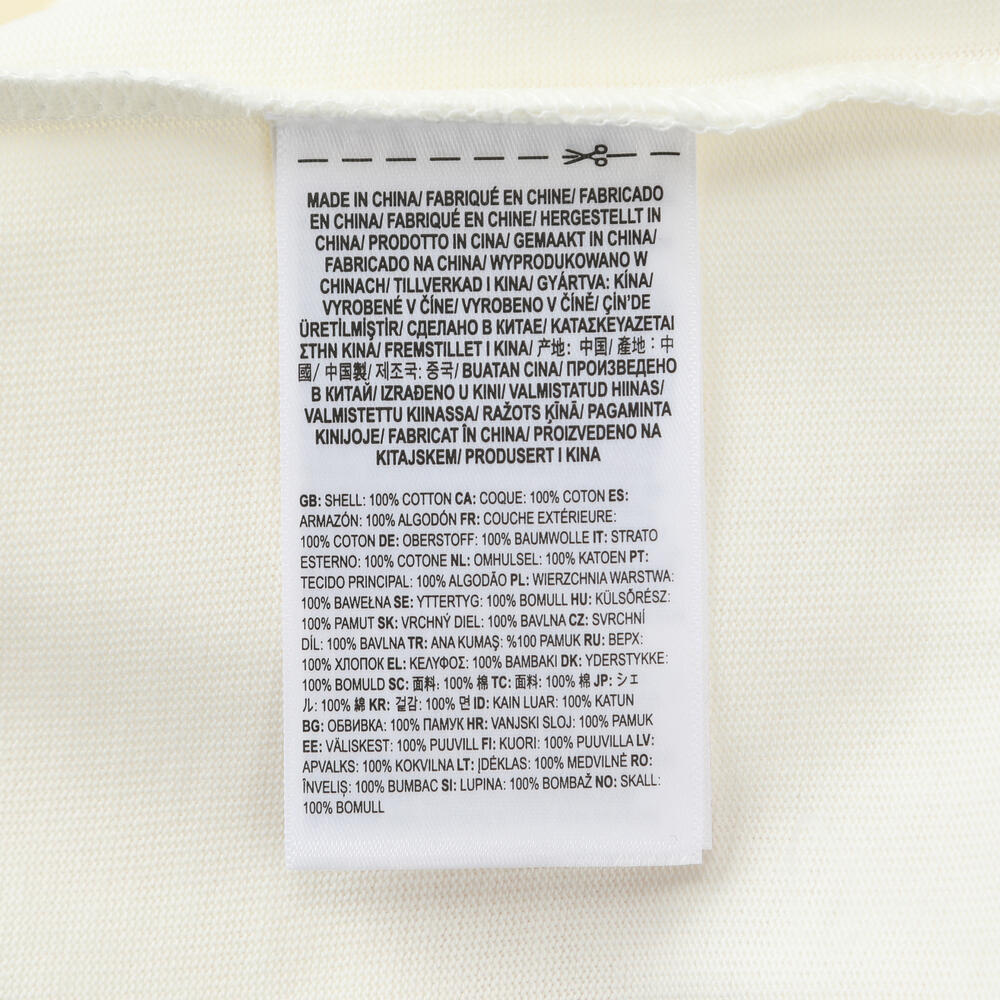 MADE IN CHINA/ FABRIQUÉ EN CHINE/ FABRICADO
EN CHINA/ FABRIQUÉ EN CHINE/ HERGESTELLT IN
CHINA/ PRODOTTO IN CINA/ GEMAAKT IN CHINA/
FABRICADO NA CHINA/ WYPRODUKOWANO W
CHINACH/ TILLVERKAD I KINA/ GYÁRTVA: KÍNA/
VYROBENÉ V ČÍNE/ VYROBENO V ČÍNĚ/ ÇİN'DE
ÜRETİLMİŞTİR/ СДЕЛАНО В КИТАЕ/ ΚΑΤΑΣΚΕΥΑΖΕΤΑΙ
ΣΤΗΝ ΚΙΝΑ/ FREMSTILLET I KINA/ 产地: 中国/ 產地：中
國/ 中国製/ 제조국: 중국/ BUATAN CINA/ ПРОИЗВЕДЕНО
В КИТАЙ/ IZRAĐENO U KINI/ VALMISTATUD HIINAS/
VALMISTETTU KIINASSA/ RAŽOTS ĶĪNĀ/ PAGAMINTA
KINIJOJE/ FABRICAT ÎN CHINA/ PROIZVEDENO NA
KITAJSKEM/ PRODUSERT I KINA
GB: SHELL: 100% COTTON CA: COQUE: 100% COTON ES:
ARMAZÓN: 100% ALGODÓN FR: COUCHE EXTÉRIEURE:
100% COTON DE: OBERSTOFF: 100% BAUMWOLLE IT: STRATO
ESTERNO: 100% COTONE NL: OMHULSEL: 100% KATOEN PT:
TECIDO PRINCIPAL: 100% ALGODÃO PL: WIERZCHNIA WARSTWA:
100% BAWEŁNA SE: YTTERTYG: 100% BOMULL HU: KÜLSŐRÉSZ:
100% PAMUT SK: VRCHNÝ DIEL: 100% BAVLNA CZ: SVRCHNÍ
DÍL: 100% BAVLNA TR: ANA KUMAŞ: %100 PAMUK RU: ВЕРХ:
100% ХЛОПОК EL: ΚΕΛΥΦΟΣ: 100% ΒΑΜΒΑΚΙ DK: YDERSTYKKE:
100% BOMULD SC: 面料: 100% 棉 TC: 面料: 100% 棉 JP: シェ
ル: 100% 綿 KR: 겉감: 100% 면 ID: KAIN LUAR: 100% KATUN
BG: ОБВИВКА: 100% ПАМУК HR: VANJSKI SLOJ: 100% PAMUK
EE: VÄLISKEST: 100% PUUVILL FI: KUORI: 100% PUUVILLA LV:
APVALKS: 100% KOKVILNA LT: ĮDĖKLAS: 100% MEDVILNĖ RO:
ÎNVELIȘ: 100% BUMBAC SI: LUPINA: 100% BOMBAŽ NO: SKALL:
100% BOMULL